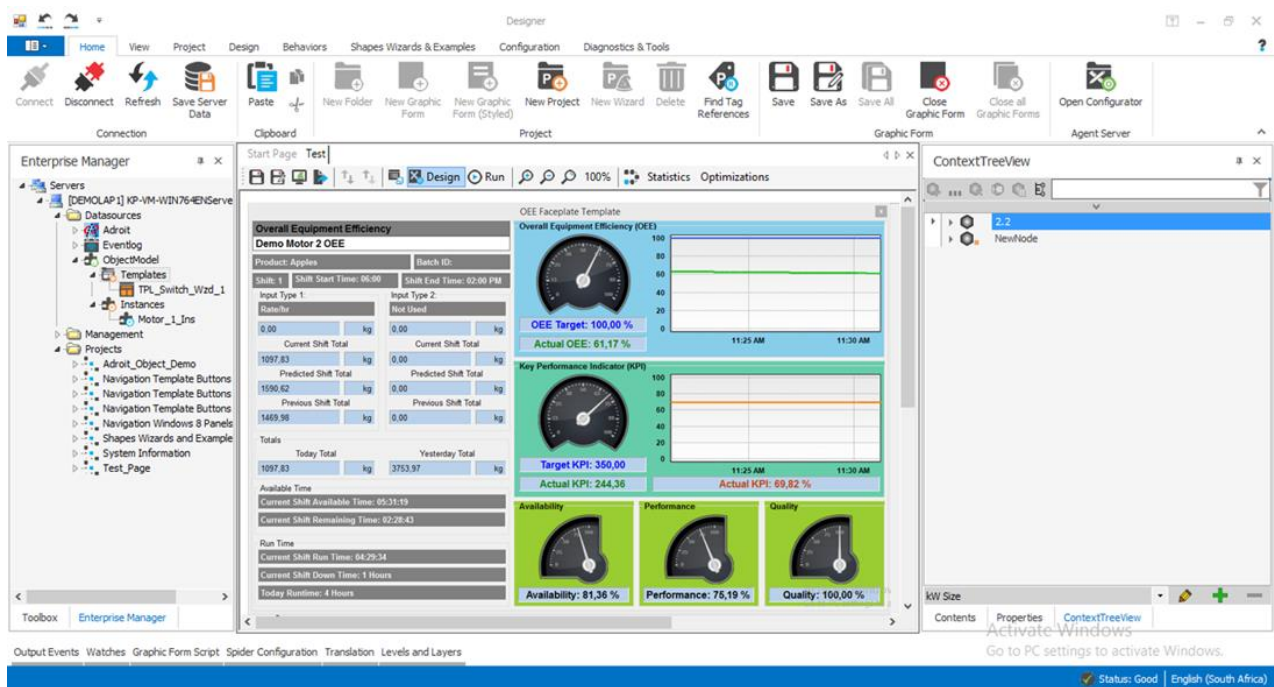 Designer
Home View Project Design Behaviors Shapes Wizards & Examples Configuration Diagnostics & Tools
?
Connect Disconnect Refresh Save Server Data
Paste
New Folder New Graphic Form New Graphic Form (Styled) New Project New Wizard Delete Find Tag References
Save Save As Save All Close Graphic Form Close all Graphic Forms
Open Configurator
Connection Clipboard Project Graphic Form Agent Server
Enterprise Manager
Servers
[DEMOLAP1] KP-VM-WIN764ENServe
Datasources
Adroit
Eventlog
ObjectModel
Templates
TPL_Switch_Wzd_1
Instances
Motor_1_Ins
Management
Projects
Adroit_Object_Demo
Navigation Template Buttons
Navigation Template Buttons
Navigation Template Buttons
Navigation Windows 8 Panels
Shapes Wizards and Example
System Information
Test_Page
Toolbox Enterprise Manager
Start Page Test
Design Run 100% Statistics Optimizations
OEE Faceplate Template
Overall Equipment Efficiency
Demo Motor 2 OEE
Product: Apples Batch ID:
Shift: 1 Shift Start Time: 06:00 Shift End Time: 02:00 PM
Input Type 1: Input Type 2:
Rate/hr Not Used
0,00 kg 0,00 kg
Current Shift Total Current Shift Total
1097,83 kg 0,00 kg
Predicted Shift Total Predicted Shift Total
1590,62 kg 0,00 kg
Previous Shift Total Previous Shift Total
1469,98 kg 0,00 kg
Totals
Today Total Yesterday Total
1097,83 kg 3753,97 kg
Available Time
Current Shift Available Time: 05:31:19
Current Shift Remaining Time: 02:28:43
Run Time
Current Shift Run Time: 04:29:34
Current Shift Down Time: 1 Hours
Today Runtime: 4 Hours
Overall Equipment Efficiency (OEE)
100
80
60
40
20
0
11:25 AM 11:30 AM
OEE Target: 100,00 %
Actual OEE: 61,17 %
Key Performance Indicator (KPI)
100
80
60
40
20
0
11:25 AM 11:30 AM
Target KPI: 350,00
Actual KPI: 244,36 Actual KPI: 69,82 %
Availability Performance Quality
Availability: 81,36 % Performance: 75,19 % Quality: 100,00 %
ContextTreeView
2.2
NewNode
kW Size
Contents Properties ContextTreeView
Activate Windows
Go to PC settings to activate Windows.
Output Events Watches Graphic Form Script Spider Configuration Translation Levels and Layers
Status: Good English (South Africa)